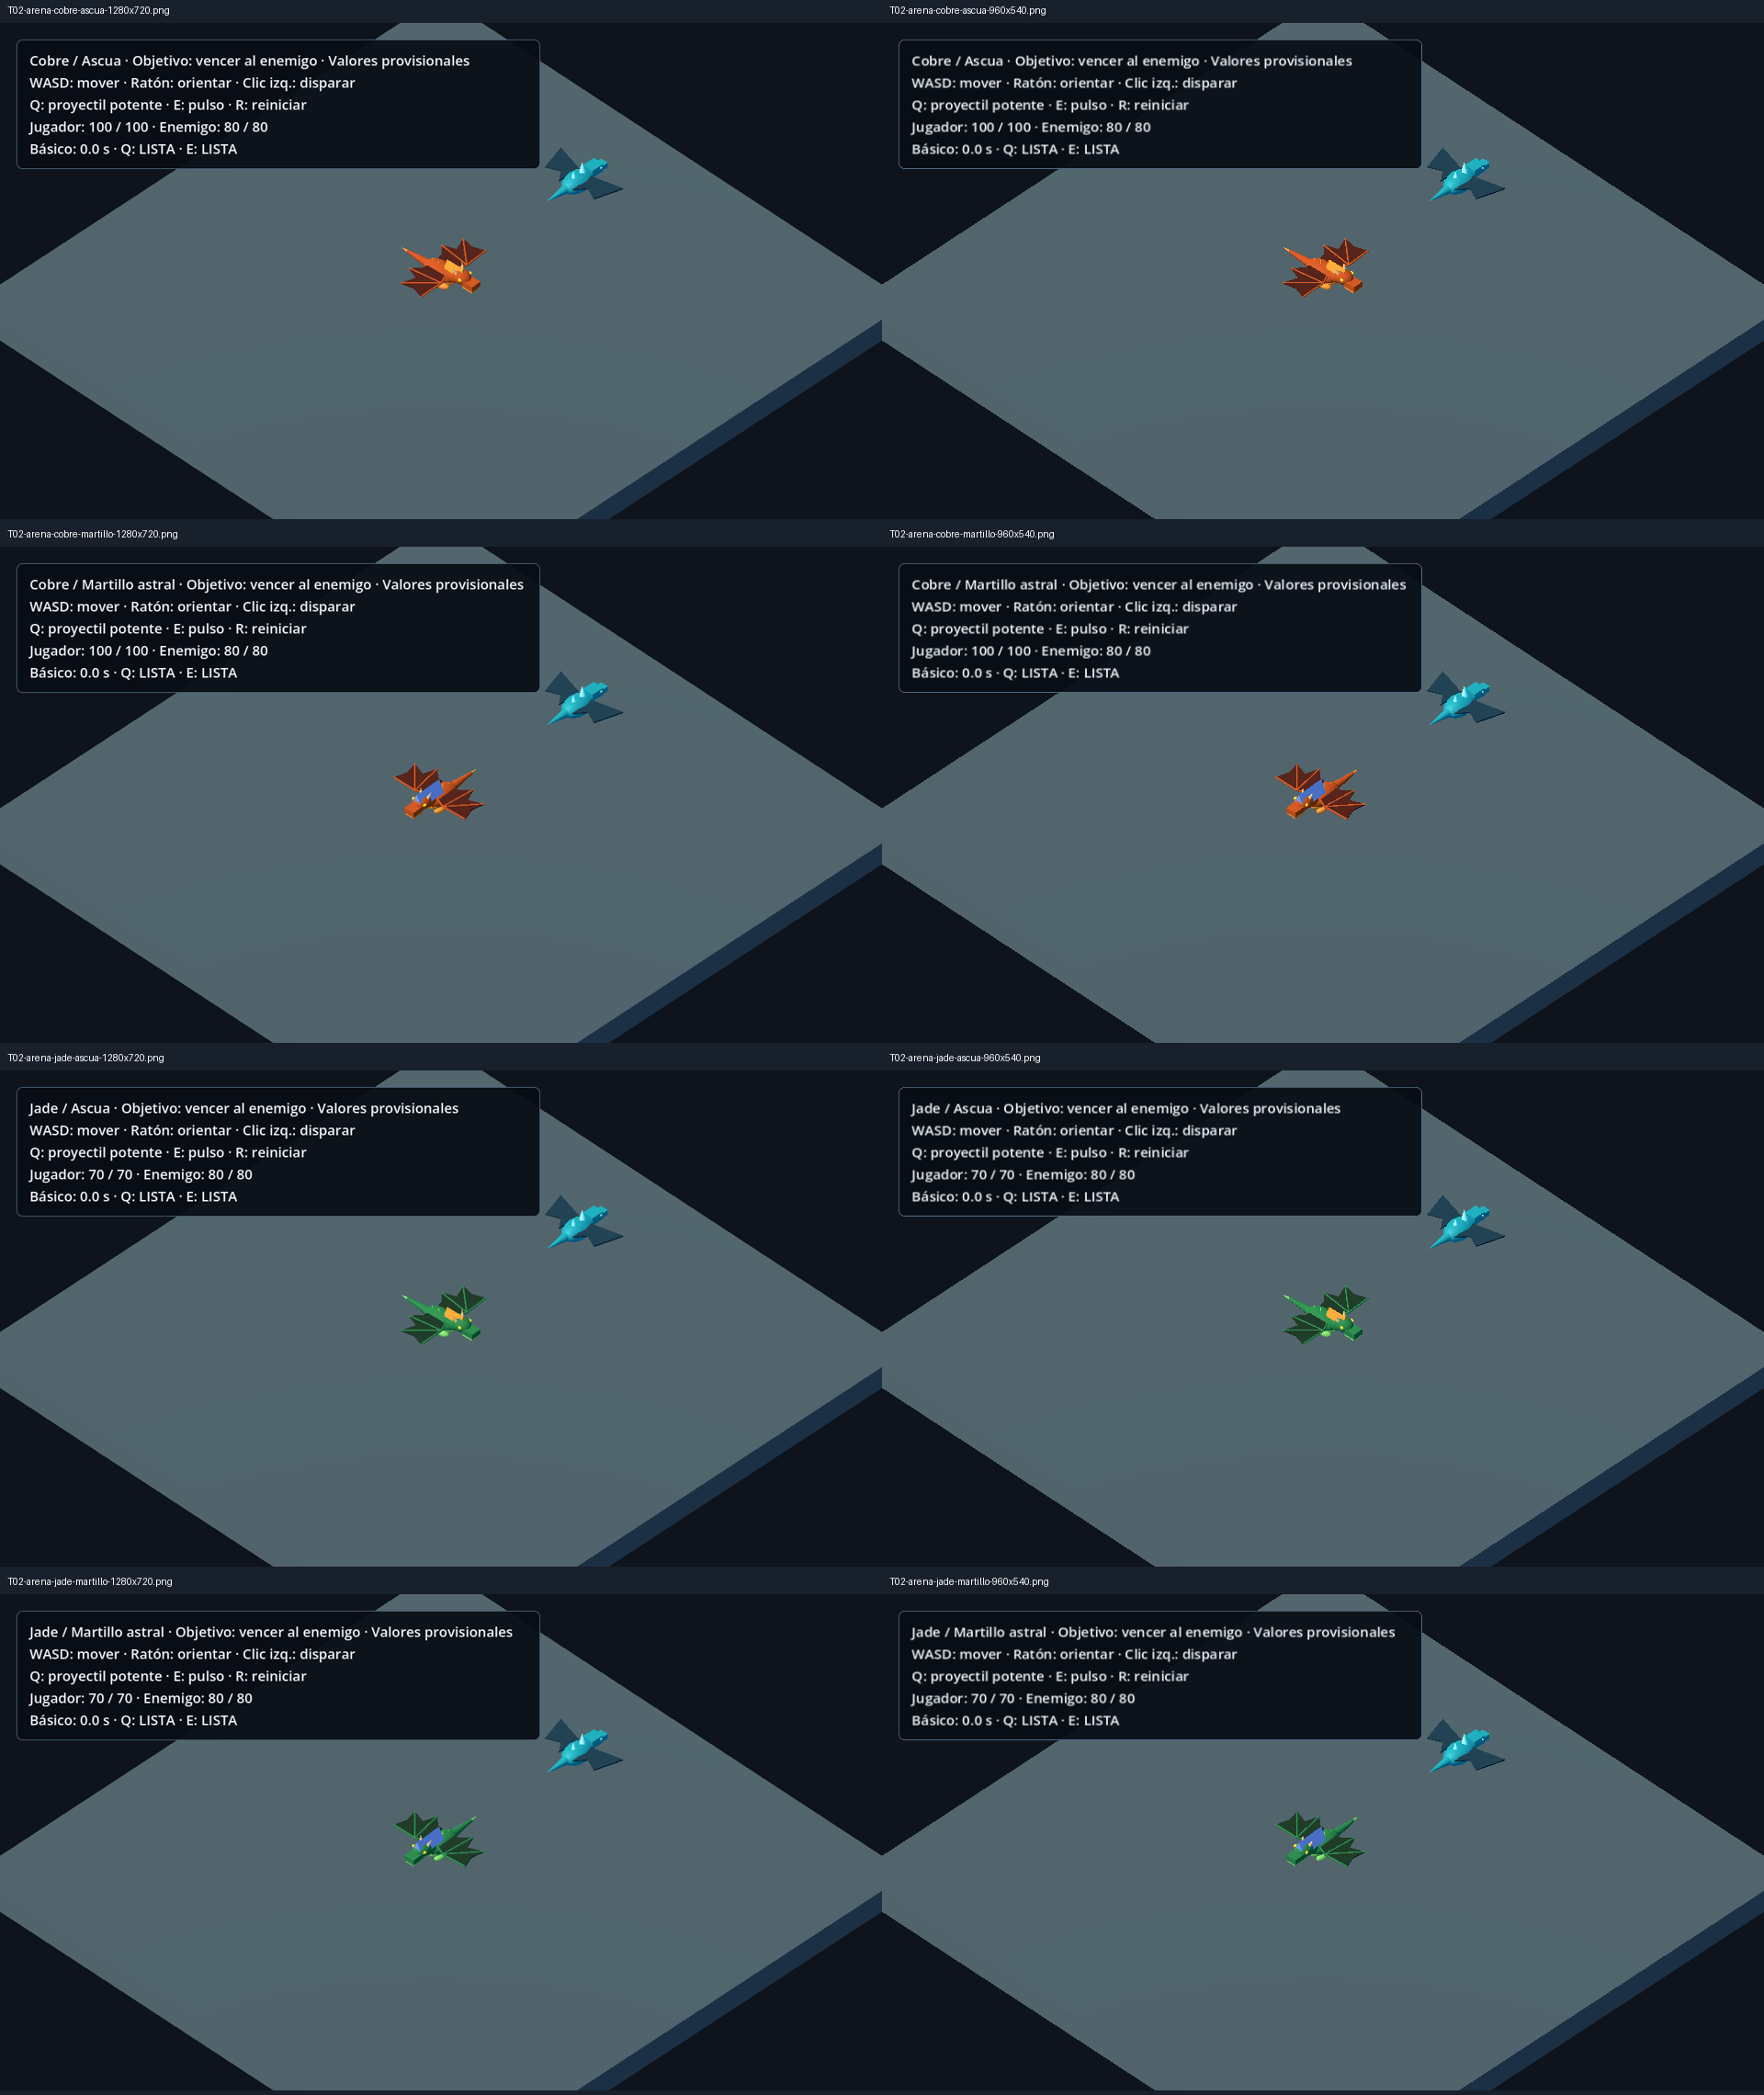 T02-arena-cobre-ascua-1280x720.png
Cobre / Ascua · Objetivo: vencer al enemigo · Valores provisionales
WASD: mover · Ratón: orientar · Clic izq.: disparar
Q: proyectil potente · E: pulso · R: reiniciar
Jugador: 100 / 100 · Enemigo: 80 / 80
Básico: 0.0 s · Q: LISTA · E: LISTA
T02-arena-cobre-ascua-960x540.png
Cobre / Ascua · Objetivo: vencer al enemigo · Valores provisionales
WASD: mover · Ratón: orientar · Clic izq.: disparar
Q: proyectil potente · E: pulso · R: reiniciar
Jugador: 100 / 100 · Enemigo: 80 / 80
Básico: 0.0 s · Q: LISTA · E: LISTA
T02-arena-cobre-martillo-1280x720.png
Cobre / Martillo astral · Objetivo: vencer al enemigo · Valores provisionales
WASD: mover · Ratón: orientar · Clic izq.: disparar
Q: proyectil potente · E: pulso · R: reiniciar
Jugador: 100 / 100 · Enemigo: 80 / 80
Básico: 0.0 s · Q: LISTA · E: LISTA
T02-arena-cobre-martillo-960x540.png
Cobre / Martillo astral · Objetivo: vencer al enemigo · Valores provisionales
WASD: mover · Ratón: orientar · Clic izq.: disparar
Q: proyectil potente · E: pulso · R: reiniciar
Jugador: 100 / 100 · Enemigo: 80 / 80
Básico: 0.0 s · Q: LISTA · E: LISTA
T02-arena-jade-ascua-1280x720.png
Jade / Ascua · Objetivo: vencer al enemigo · Valores provisionales
WASD: mover · Ratón: orientar · Clic izq.: disparar
Q: proyectil potente · E: pulso · R: reiniciar
Jugador: 70 / 70 · Enemigo: 80 / 80
Básico: 0.0 s · Q: LISTA · E: LISTA
T02-arena-jade-ascua-960x540.png
Jade / Ascua · Objetivo: vencer al enemigo · Valores provisionales
WASD: mover · Ratón: orientar · Clic izq.: disparar
Q: proyectil potente · E: pulso · R: reiniciar
Jugador: 70 / 70 · Enemigo: 80 / 80
Básico: 0.0 s · Q: LISTA · E: LISTA
T02-arena-jade-martillo-1280x720.png
Jade / Martillo astral · Objetivo: vencer al enemigo · Valores provisionales
WASD: mover · Ratón: orientar · Clic izq.: disparar
Q: proyectil potente · E: pulso · R: reiniciar
Jugador: 70 / 70 · Enemigo: 80 / 80
Básico: 0.0 s · Q: LISTA · E: LISTA
T02-arena-jade-martillo-960x540.png
Jade / Martillo astral · Objetivo: vencer al enemigo · Valores provisionales
WASD: mover · Ratón: orientar · Clic izq.: disparar
Q: proyectil potente · E: pulso · R: reiniciar
Jugador: 70 / 70 · Enemigo: 80 / 80
Básico: 0.0 s · Q: LISTA · E: LISTA